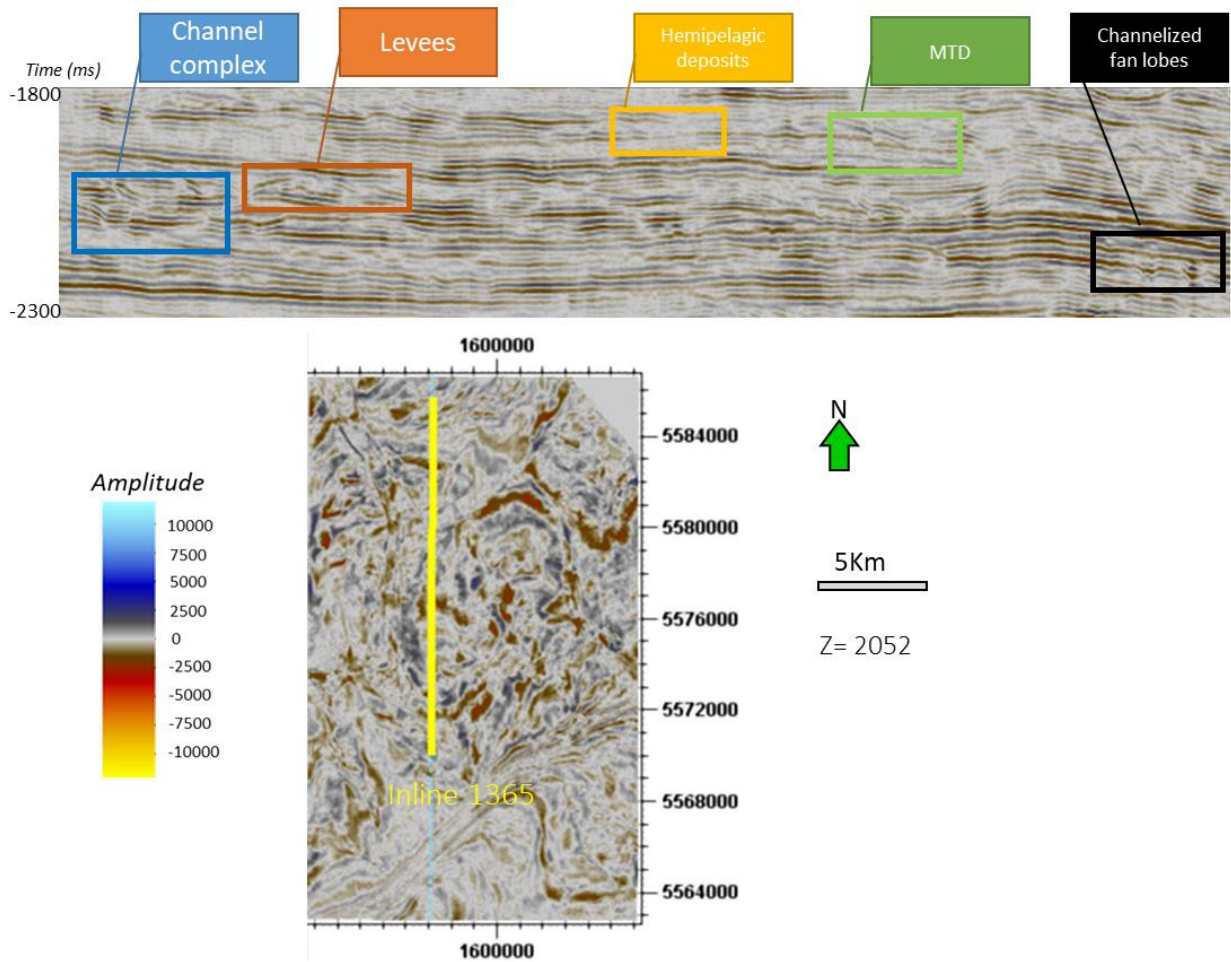 Channel
complex
Levees
Hemipelagic
deposits
MTD
Channelized
fan lobes
Time (ms)
-1800
-2300
1600000
5584000
5580000
5576000
5572000
5568000
5564000
Inline 1365
1600000
Amplitude
10000
7500
5000
2500
0
-2500
-5000
-7500
-10000
N
5Km
Z= 2052